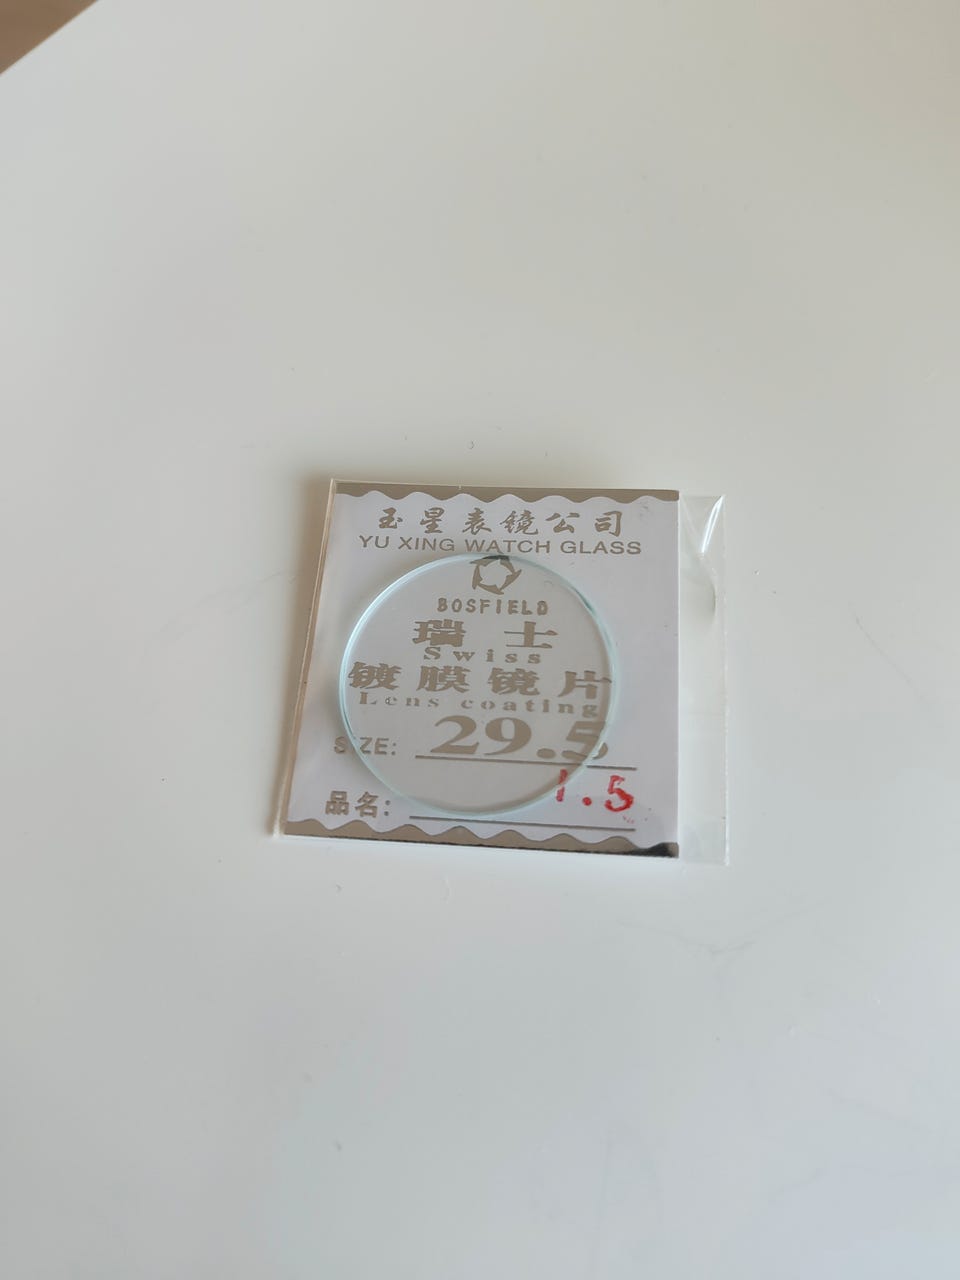 玉星表镜公司
YU XING WATCH GLASS
BOSFIELD
瑞士
Swiss
镀膜镜片
Lens coating
SIZE: 29.5
1.5
品名: